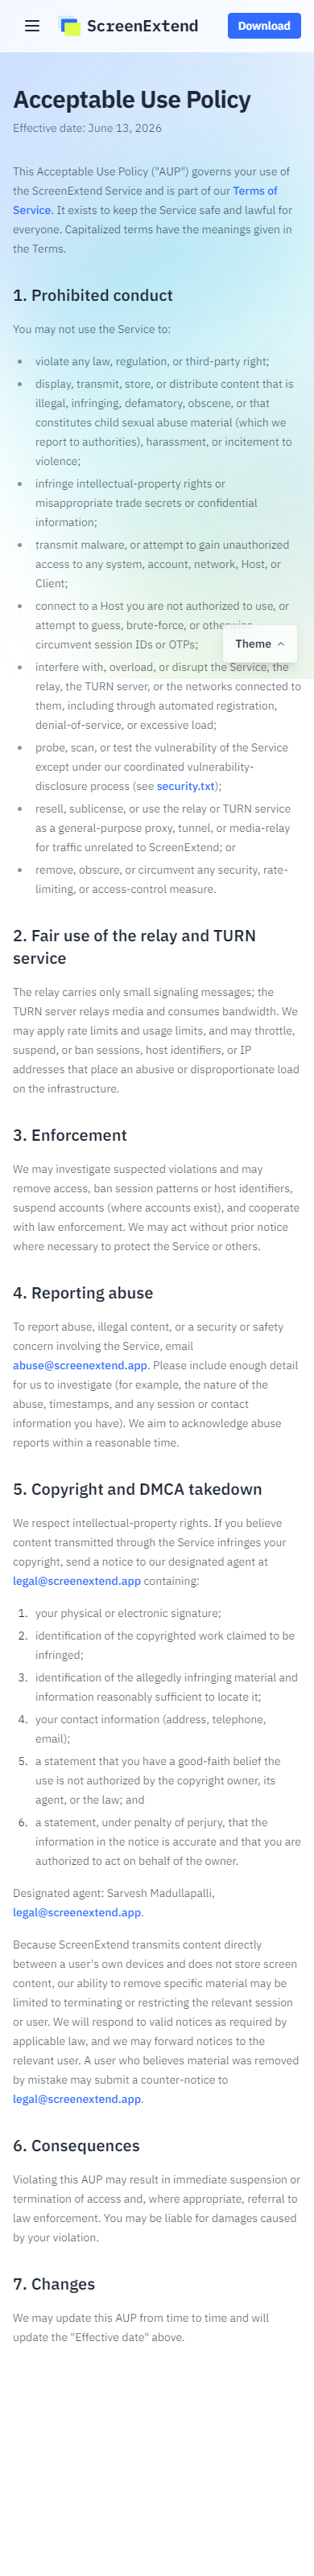 ScreenExtend
Download
Acceptable Use Policy
Effective date: June 13, 2026
This Acceptable Use Policy ("AUP") governs your use of
the ScreenExtend Service and is part of our Terms of
Service. It exists to keep the Service safe and lawful for
everyone. Capitalized terms have the meanings given in
the Terms.
1. Prohibited conduct
You may not use the Service to:
• violate any law, regulation, or third-party right;
• display, transmit, store, or distribute content that is
illegal, infringing, defamatory, obscene, or that
constitutes child sexual abuse material (which we
report to authorities), harassment, or incitement to
violence;
• infringe intellectual-property rights or
misappropriate trade secrets or confidential
information;
• transmit malware, or attempt to gain unauthorized
access to any system, account, network, Host, or
Client;
• connect to a Host you are not authorized to use, or
attempt to guess, brute-force, or otherwise
circumvent session IDs or OTPs;
Theme
• interfere with, overload, or disrupt the Service, the
relay, the TURN server, or the networks connected to
them, including through automated registration,
denial-of-service, or excessive load;
• probe, scan, or test the vulnerability of the Service
except under our coordinated vulnerability-
disclosure process (see security.txt);
• resell, sublicense, or use the relay or TURN service
as a general-purpose proxy, tunnel, or media-relay
for traffic unrelated to ScreenExtend; or
• remove, obscure, or circumvent any security, rate-
limiting, or access-control measure.
2. Fair use of the relay and TURN
service
The relay carries only small signaling messages; the
TURN server relays media and consumes bandwidth. We
may apply rate limits and usage limits, and may throttle,
suspend, or ban sessions, host identifiers, or IP
addresses that place an abusive or disproportionate load
on the infrastructure.
3. Enforcement
We may investigate suspected violations and may
remove access, ban session patterns or host identifiers,
suspend accounts (where accounts exist), and cooperate
with law enforcement. We may act without prior notice
where necessary to protect the Service or others.
4. Reporting abuse
To report abuse, illegal content, or a security or safety
concern involving the Service, email
abuse@screenextend.app. Please include enough detail
for us to investigate (for example, the nature of the
abuse, timestamps, and any session or contact
information you have). We aim to acknowledge abuse
reports within a reasonable time.
5. Copyright and DMCA takedown
We respect intellectual-property rights. If you believe
content transmitted through the Service infringes your
copyright, send a notice to our designated agent at
legal@screenextend.app containing:
1. your physical or electronic signature;
2. identification of the copyrighted work claimed to be
infringed;
3. identification of the allegedly infringing material and
information reasonably sufficient to locate it;
4. your contact information (address, telephone,
email);
5. a statement that you have a good-faith belief the
use is not authorized by the copyright owner, its
agent, or the law; and
6. a statement, under penalty of perjury, that the
information in the notice is accurate and that you are
authorized to act on behalf of the owner.
Designated agent: Sarvesh Madullapalli,
legal@screenextend.app.
Because ScreenExtend transmits content directly
between a user's own devices and does not store screen
content, our ability to remove specific material may be
limited to terminating or restricting the relevant session
or user. We will respond to valid notices as required by
applicable law, and we may forward notices to the
relevant user. A user who believes material was removed
by mistake may submit a counter-notice to
legal@screenextend.app.
6. Consequences
Violating this AUP may result in immediate suspension or
termination of access and, where appropriate, referral to
law enforcement. You may be liable for damages caused
by your violation.
7. Changes
We may update this AUP from time to time and will
update the "Effective date" above.